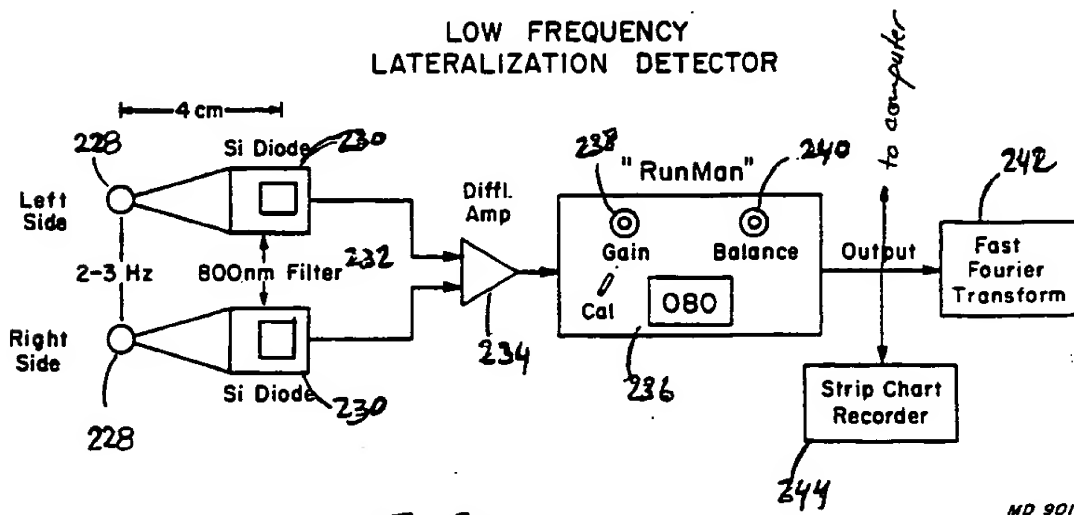 LOW FREQUENCY
LATERALIZATION DETECTOR
to computer
4 cm
228
Si Diode
230
Left
Side
2-3 Hz
800nm Filter
232
Right
Side
228
Si Diode
230
Diffl.
Amp
234
"RunMan"
238
240
Gain
Balance
Cal
080
236
Output
242
Fast
Fourier
Transform
Strip Chart
Recorder
244
MD 901